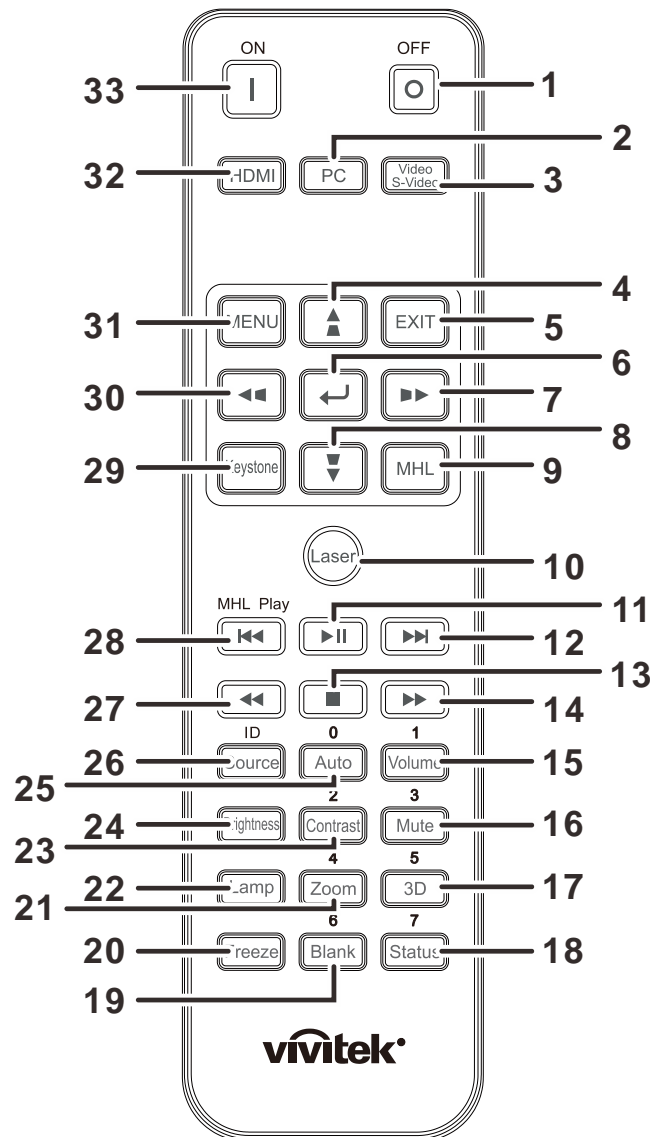 ON OFF
33 1
2
32 HDMI PC Video S-Video 3
4
31 MENU EXIT 5
6
30 7
8
29 Keystone MHL 9
Laser 10
MHL Play 11
28 12
13
27 14
ID 0 1
26 Source Auto Volume 15
25
2 3
24 Brightness Contrast Mute 16
23
4 5
22 Lamp Zoom 3D 17
21
6 7
20 Freeze Blank Status 18
19
vivitek